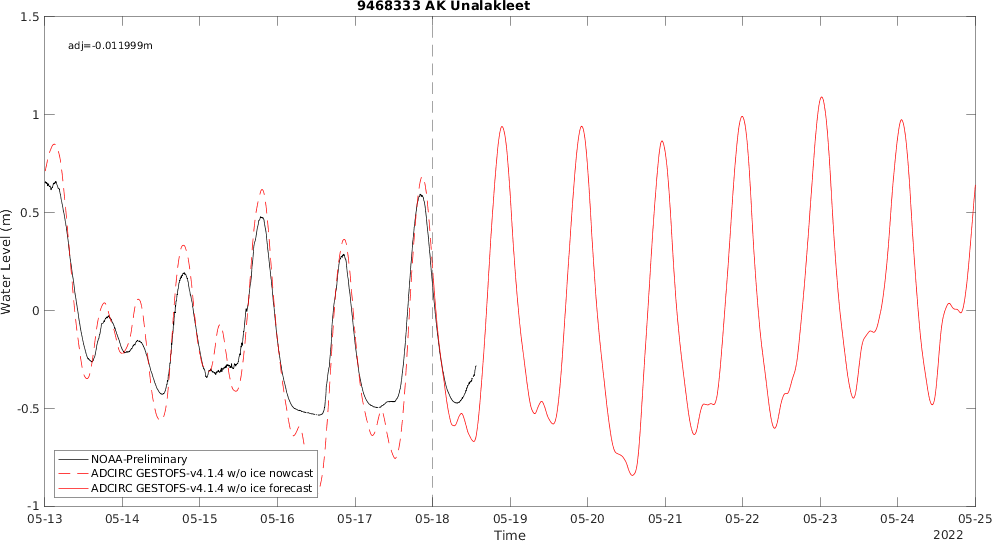 9468333 AK Unalakleet
adj=-0.011999m
1.5
1
0.5
0
-0.5
-1
Water Level (m)
NOAA-Preliminary
ADCIRC GESTOFS-v4.1.4 w/o ice nowcast
ADCIRC GESTOFS-v4.1.4 w/o ice forecast
05-13 05-14 05-15 05-16 05-17 05-18 05-19 05-20 05-21 05-22 05-23 05-24 05-25
Time
2022